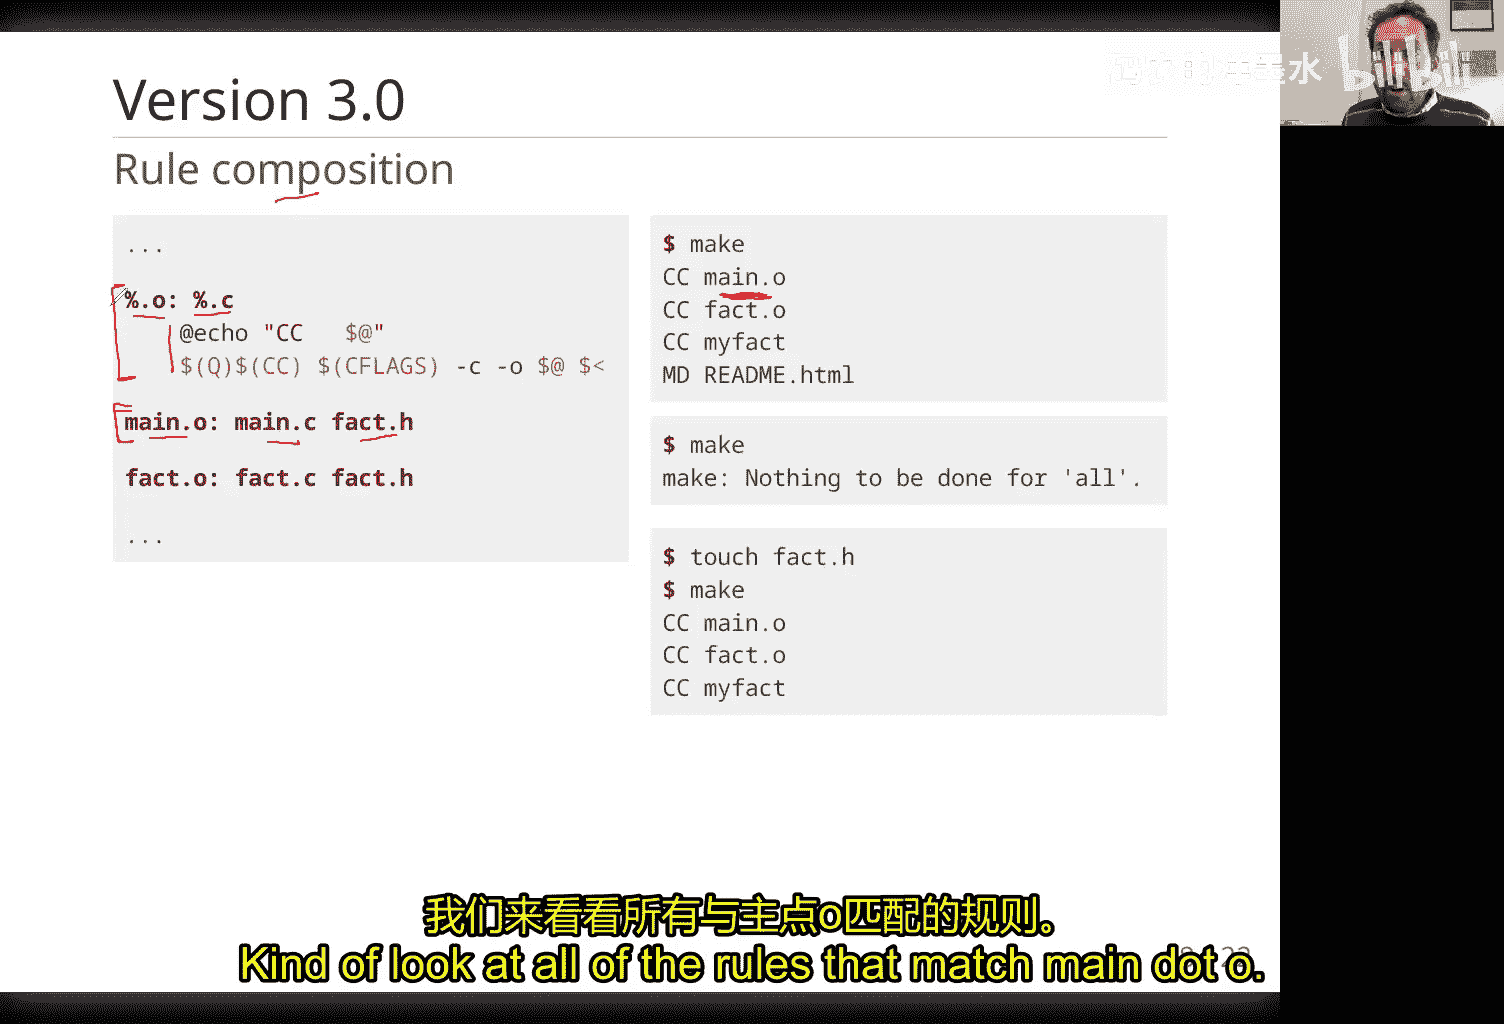 Version 3.0
Rule composition
...
%.o: %.c
@echo "CC   $@"
$(Q)$(CC) $(CFLAGS) -c -o $@ $<
main.o: main.c fact.h
fact.o: fact.c fact.h
...
$ make
CC main.o
CC fact.o
CC myfact
MD README.html
$ make
make: Nothing to be done for 'all'.
$ touch fact.h
$ make
CC main.o
CC fact.o
CC myfact
我们来看看所有与主点o匹配的规则。
Kind of look at all of the rules that match main dot o.
水
bilibili